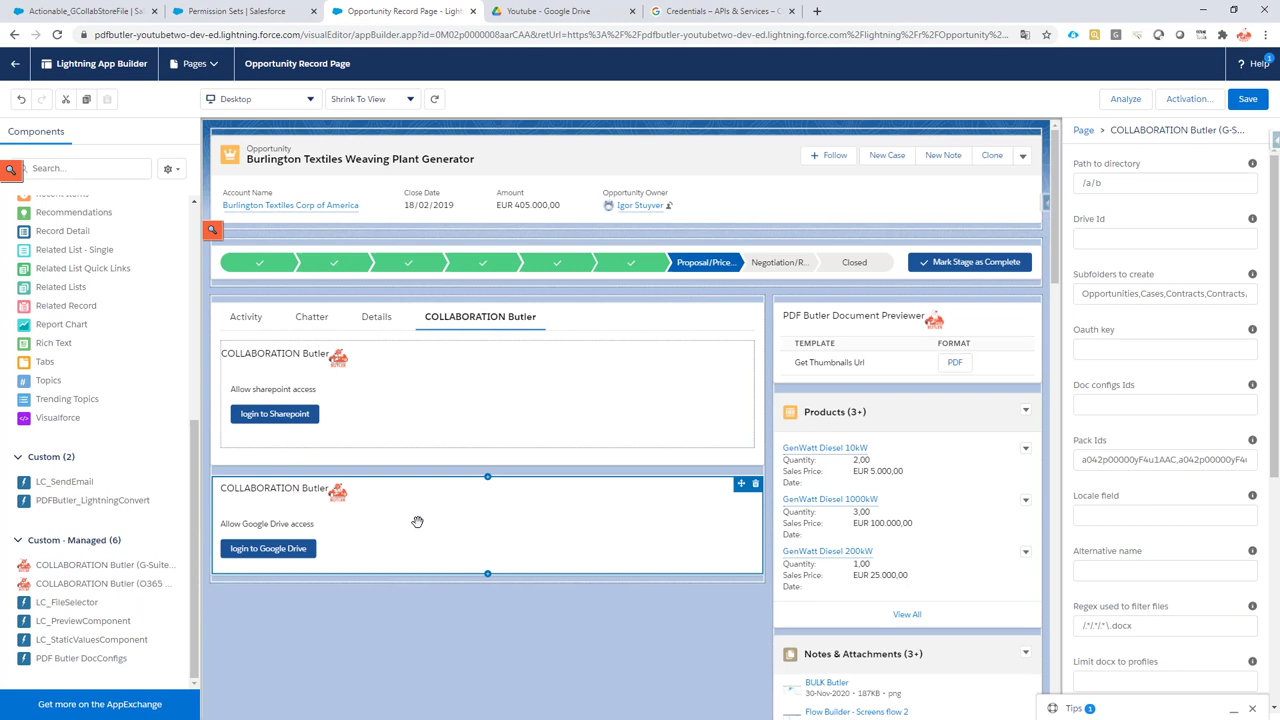 Actionable_GCollabStoreFile | Sal
Permission Sets | Salesforce
Opportunity Record Page - Lightn
Youtube - Google Drive
Credentials – APIs & Services – C
pdfbutler-youtubetwo-dev-ed.lightning.force.com/visualEditor/appBuilder.app?id=0M02p0000008aarCAA&retUrl=https%3A%2F%2Fpdfbutler-youtubetwo-dev-ed.lightning.force.com%2Flightning%2Fr%2FOpportunity%2...
Lightning App Builder
Pages
Opportunity Record Page
Help
1
Desktop
Shrink To View
Analyze
Activation...
Save
Components
Search...
Recommendations
Record Detail
Related List - Single
Related List Quick Links
Related Lists
Related Record
Report Chart
Rich Text
Tabs
Topics
Trending Topics
Visualforce
Custom (2)
LC_SendEmail
PDFButler_LightningConvert
Custom - Managed (6)
COLLABORATION Butler (G-Suite...
COLLABORATION Butler (O365 ...
LC_FileSelector
LC_PreviewComponent
LC_StaticValuesComponent
PDF Butler DocConfigs
Get more on the AppExchange
Opportunity
Burlington Textiles Weaving Plant Generator
Follow
New Case
New Note
Clone
Account Name
Close Date
Amount
Opportunity Owner
Burlington Textiles Corp of America
18/02/2019
EUR 405.000,00
Igor Stuyver
Proposal/Price...
Negotiation/R...
Closed
Mark Stage as Complete
Activity
Chatter
Details
COLLABORATION Butler
COLLABORATION Butler
BUTLER
Allow sharepoint access
login to Sharepoint
COLLABORATION Butler
BUTLER
Allow Google Drive access
login to Google Drive
PDF Butler Document Previewer
BUTLER
TEMPLATE
FORMAT
Get Thumbnails Url
PDF
Products (3+)
GenWatt Diesel 10kW
Quantity: 2,00
Sales Price: EUR 5.000,00
Date:
GenWatt Diesel 1000kW
Quantity: 3,00
Sales Price: EUR 100.000,00
Date:
GenWatt Diesel 200kW
Quantity: 1,00
Sales Price: EUR 25.000,00
Date:
View All
Notes & Attachments (3+)
BULK Butler
30-Nov-2020 • 187KB • png
Flow Builder - Screens flow 2
Page > COLLABORATION Butler (G-S...
Path to directory
/a/b
Drive Id
Subfolders to create
Opportunities,Cases,Contracts,Contracts,
Oauth key
Doc configs Ids
Pack Ids
a042p00000yF4u1AAC,a042p00000yF4u
Locale field
Alternative name
Regex used to filter files
/.*/.*/.*\.docx
Limit docx to profiles
Tips 1